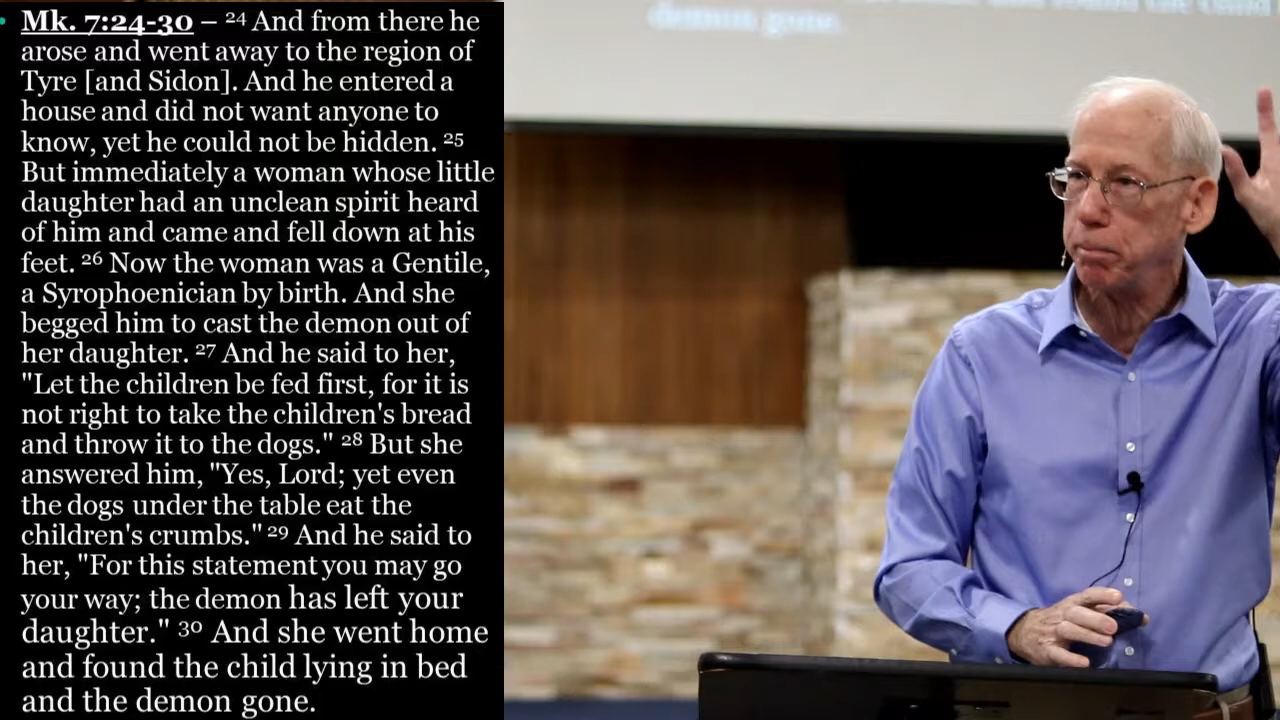 • Mk. 7:24-30 – 24 And from there he
arose and went away to the region of
Tyre [and Sidon]. And he entered a
house and did not want anyone to
know, yet he could not be hidden. 25
But immediately a woman whose little
daughter had an unclean spirit heard
of him and came and fell down at his
feet. 26 Now the woman was a Gentile,
a Syrophoenician by birth. And she
begged him to cast the demon out of
her daughter. 27 And he said to her,
"Let the children be fed first, for it is
not right to take the children's bread
and throw it to the dogs." 28 But she
answered him, "Yes, Lord; yet even
the dogs under the table eat the
children's crumbs." 29 And he said to
her, "For this statement you may go
your way; the demon has left your
daughter." 30 And she went home
and found the child lying in bed
and the demon gone.
demon gone.